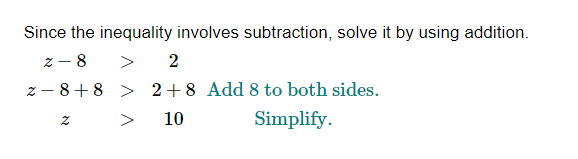 Since the inequality involves subtraction, solve it by using addition.
z − 8 > 2
z − 8 + 8 > 2 + 8 Add 8 to both sides.
z > 10 Simplify.